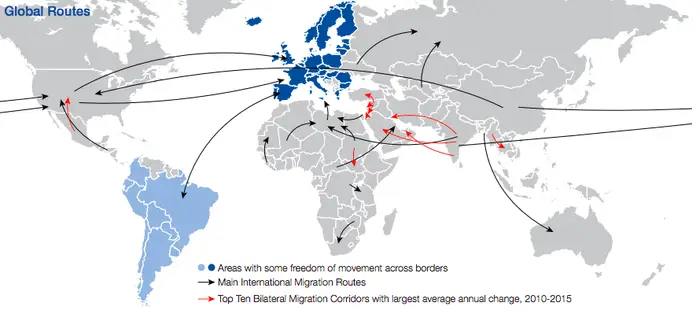 Global Routes
Areas with some freedom of movement across borders
Main International Migration Routes
Top Ten Bilateral Migration Corridors with largest average annual change, 2010-2015